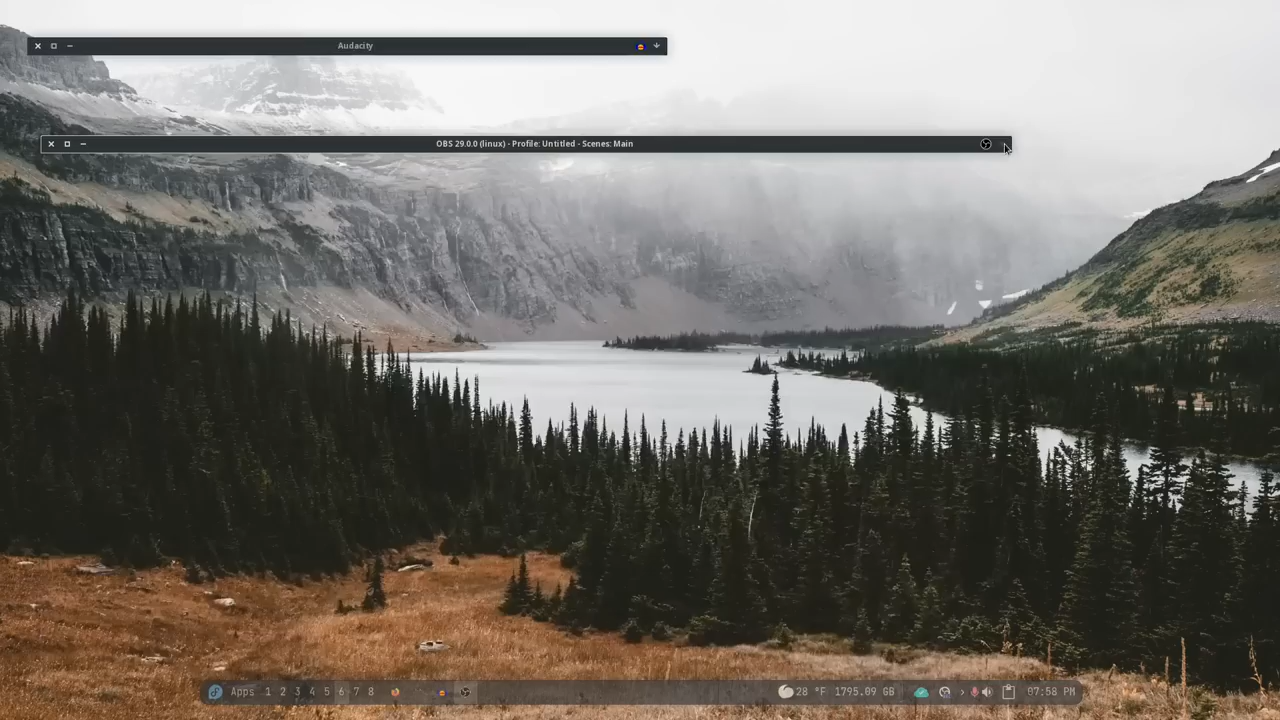 Audacity
OBS 29.0.0 (linux) - Profile: Untitled - Scenes: Main
Apps 1 2 3 4 5 6 7 8 28 °F 1795.09 GB 07:58 PM